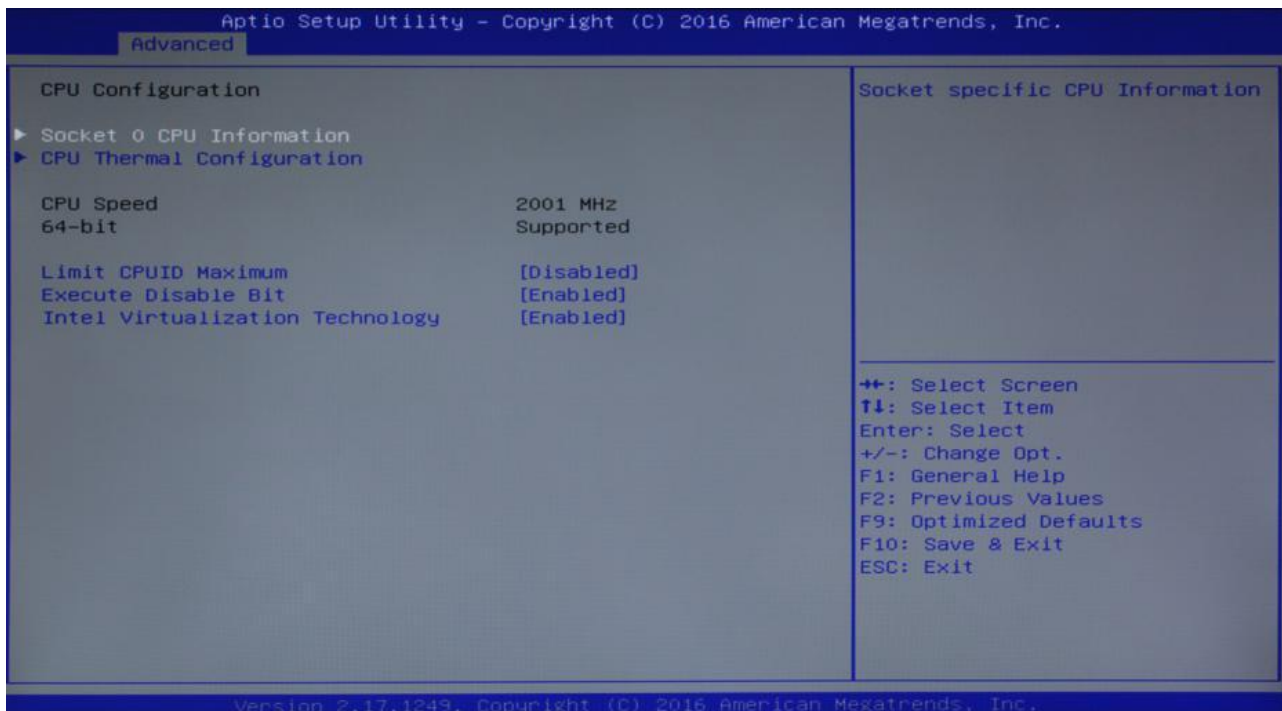 Aptio Setup Utility – Copyright (C) 2016 American Megatrends, Inc.
Advanced
CPU Configuration
► Socket 0 CPU Information
► CPU Thermal Configuration
CPU Speed 2001 MHz
64-bit Supported
Limit CPUID Maximum [Disabled]
Execute Disable Bit [Enabled]
Intel Virtualization Technology [Enabled]
Socket specific CPU Information
→←: Select Screen
↑↓: Select Item
Enter: Select
+/-: Change Opt.
F1: General Help
F2: Previous Values
F9: Optimized Defaults
F10: Save & Exit
ESC: Exit
Version 2.17.1249. Copyright (C) 2016 American Megatrends, Inc.